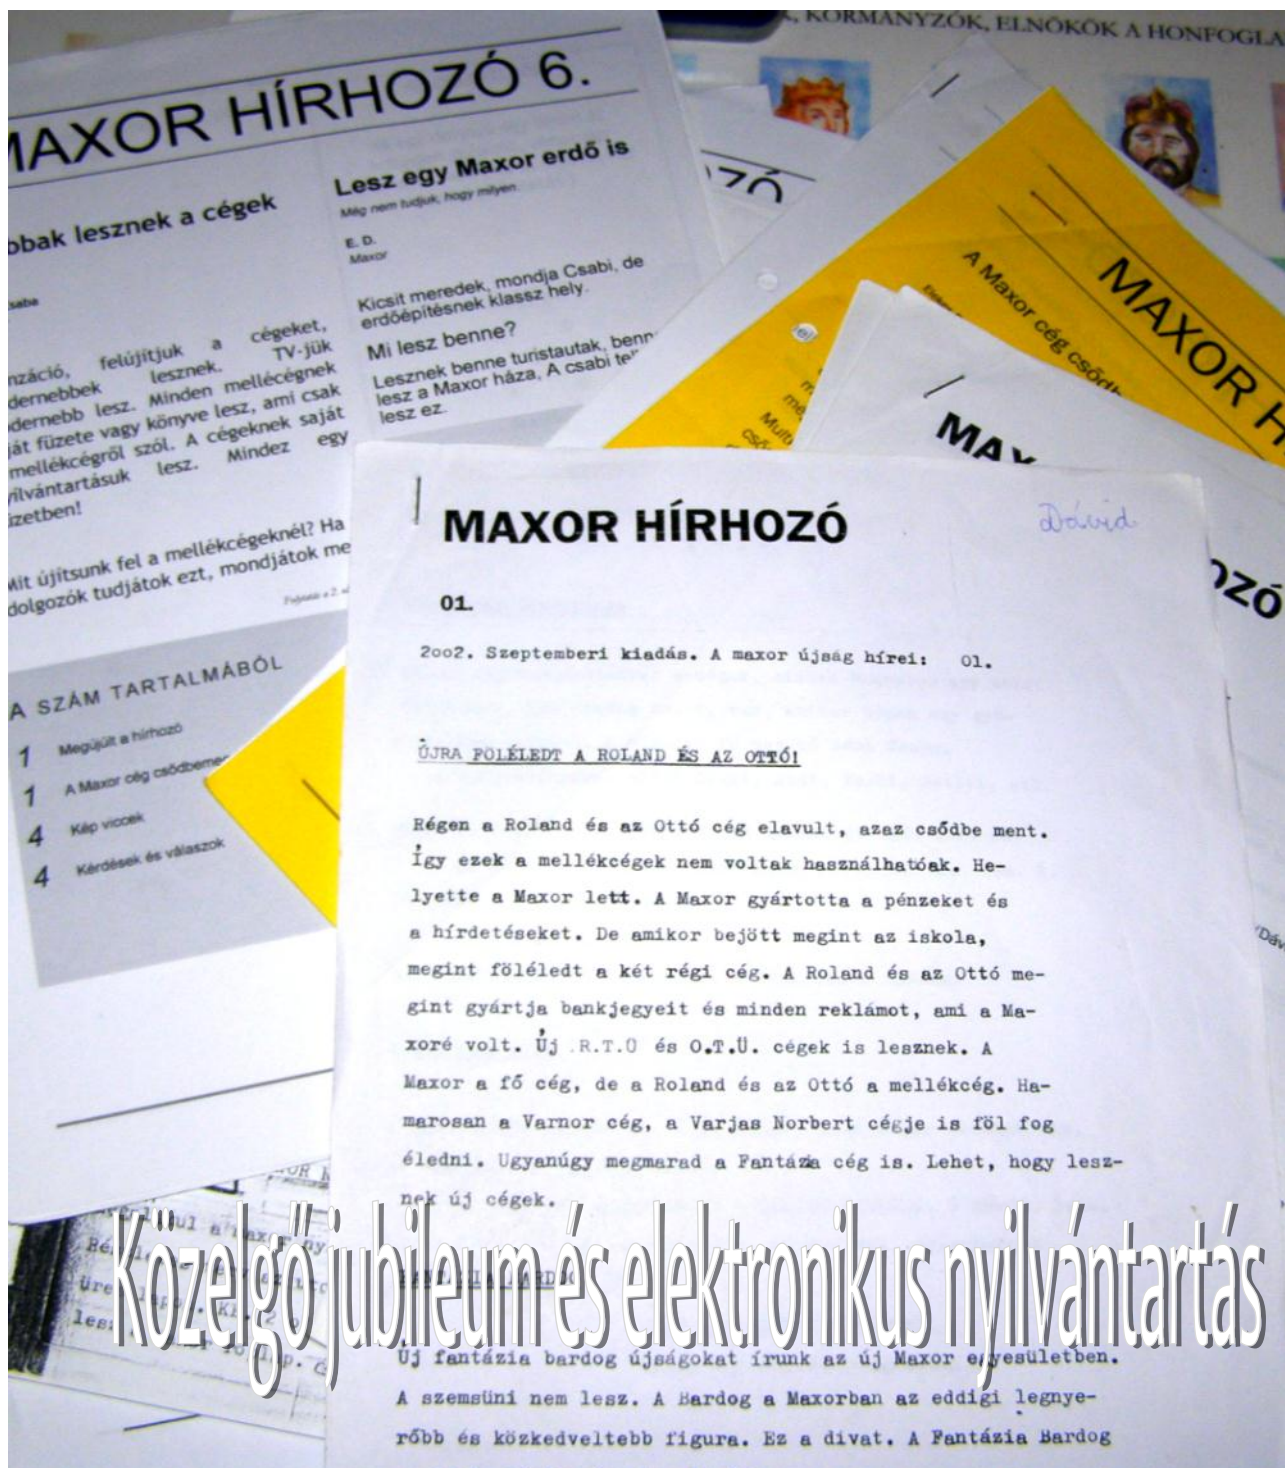 KORMÁNYZÓK, ELNÖKÖK A HONFOGLA
MAXOR HÍRHOZÓ 6.
lesznek a cégek
felújítjuk a cégeket,
lesznek. TV-jük
lesz. Minden mellécégnek
füzete vagy könyve lesz, ami csak
mellékcégről szól. A cégeknek saját
lesz. Mindez egy
Mit újítsunk fel a mellékcégeknél? Ha
dolgozók tudjátok ezt, mondjátok me
A SZÁM TARTALMÁBÓL
1 Megújült a hírhozó
1 A Maxor cég csődbeme
4 Kép viccek
4 Kérdések és válaszok
Lesz egy Maxor erdő is
Még nem tudjuk, hogy milyen
E. D.
Maxor
Kicsit meredek, mondja Csabi, de
erdőépítésnek klassz hely.
Mi lesz benne?
Lesznek benne turistautak, benn
lesz a Maxor háza, A csabi tel
lesz ez.
ZÓ
MAXOR H
A Maxor cég csődb
MAX
OZÓ
MAXOR HÍRHOZÓ
Dávid
01.
2002. Szeptemberi kiadás. A maxor újság hírei: 01.
ÚJRA FÖLÉLEDT A ROLAND ÉS AZ OTTÓ!
Régen a Roland és az Ottó cég elavult, azaz csődbe ment.
Így ezek a mellékcégek nem voltak használhatóak. He-
lyette a Maxor lett. A Maxor gyártotta a pénzeket és
a hírdetéseket. De amikor bejött megint az iskola,
megint föléledt a két régi cég. A Roland és az Ottó me-
gint gyártja bankjegyeit és minden reklámot, ami a Ma-
xoré volt. Új .R.T.Ü és O.T.Ü. cégek is lesznek. A
Maxor a fő cég, de a Roland és az Ottó a mellékcég. Ha-
marosan a Varnor cég, a Varjas Norbert cégje is föl fog
éledni. Ugyanúgy megmarad a Fantázia cég is. Lehet, hogy lesz-
nek új cégek.
FANTÁZIA BARDOG
Közelgő jubileum és elektronikus nyilvántartás
Új fantázia bardog újságokat írunk az új Maxor egyesületben.
A szemsüni nem lesz. A Bardog a Maxorban az eddigi legnye-
rőbb és közkedveltebb figura. Ez a divat. A Fantázia Bardog